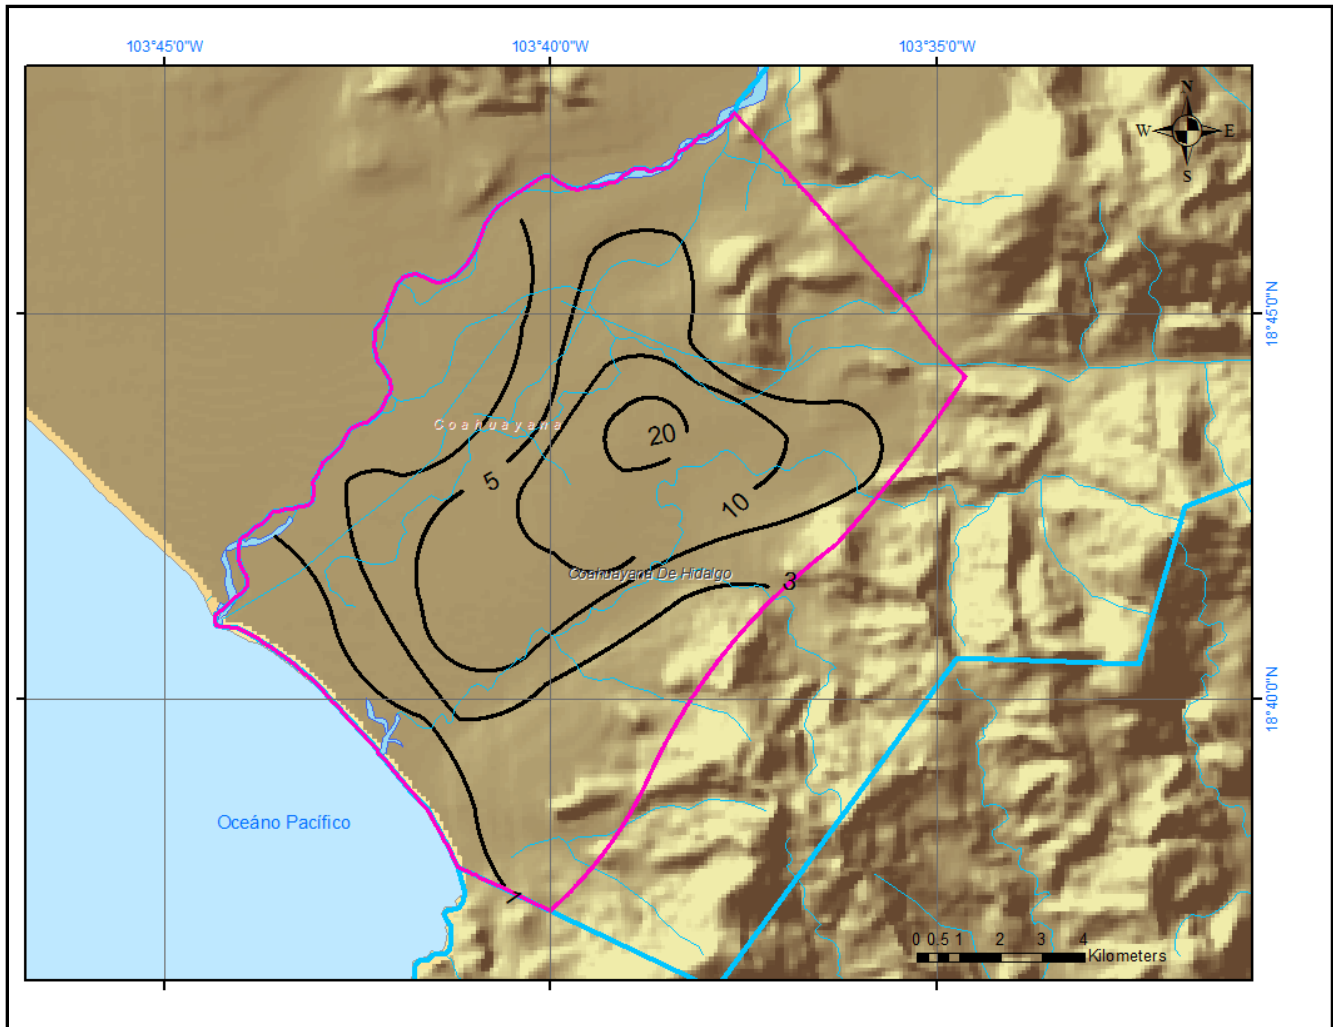 103°45'0"W
103°40'0"W
103°35'0"W
N
W E
S
18°45'0"N
Coahuayana
20
5
10
Coahuayana De Hidalgo
3
18°40'0"N
Oceáno Pacífico
1
0 0.5 1 2 3 4
Kilometers